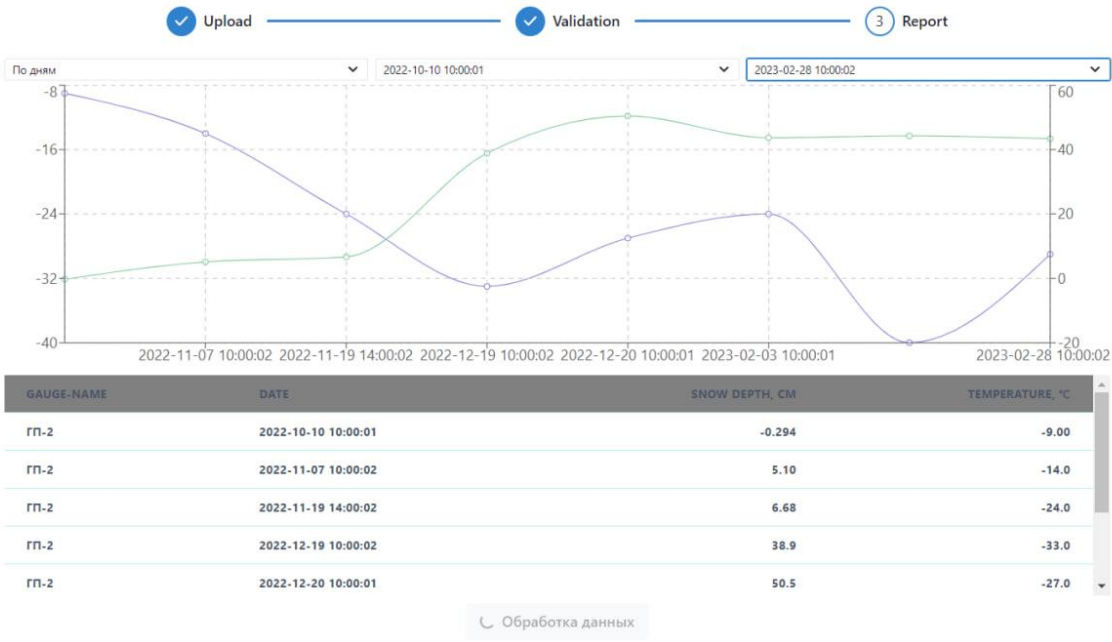 Upload Validation 3 Report
По дням 2022-10-10 10:00:01 2023-02-28 10:00:02
-8 60
-16 40
-24 20
-32 0
-40 -20
2022-11-07 10:00:02 2022-11-19 14:00:02 2022-12-19 10:00:02 2022-12-20 10:00:01 2023-02-03 10:00:01 2023-02-28 10:00:02
GAUGE-NAME DATE SNOW DEPTH, CM TEMPERATURE, °C
ГП-2 2022-10-10 10:00:01 -0.294 -9.00
ГП-2 2022-11-07 10:00:02 5.10 -14.0
ГП-2 2022-11-19 14:00:02 6.68 -24.0
ГП-2 2022-12-19 10:00:02 38.9 -33.0
ГП-2 2022-12-20 10:00:01 50.5 -27.0
Обработка данных